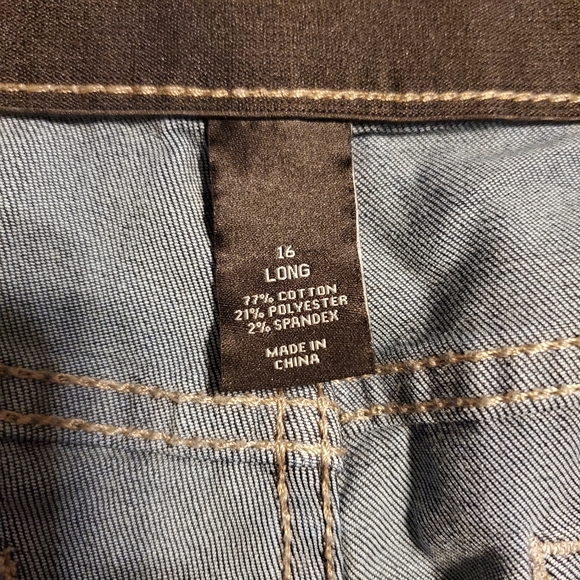 16
LONG
77% COTTON
21% POLYESTER
2% SPANDEX
MADE IN
CHINA